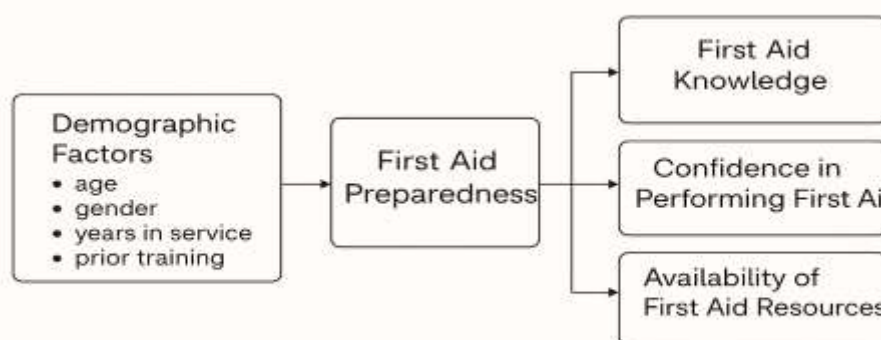 Demographic
Factors
• age
• gender
• years in service
• prior training
First Aid
Preparedness
First Aid
Knowledge
Confidence in
Performing First Ai
Availability of
First Aid Resources